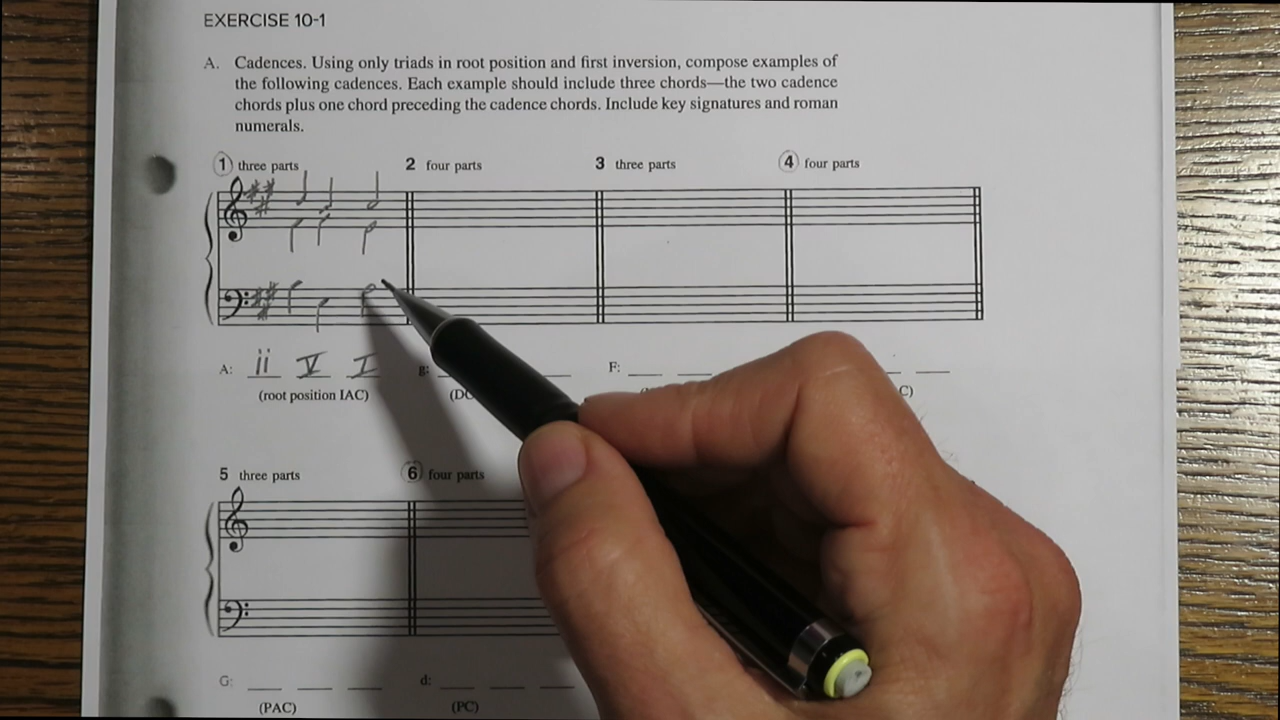 EXERCISE 10-1
A. Cadences. Using only triads in root position and first inversion, compose examples of
the following cadences. Each example should include three chords—the two cadence
chords plus one chord preceding the cadence chords. Include key signatures and roman
numerals.
1 three parts 2 four parts 3 three parts 4 four parts
A: ii V I g: F:
(root position IAC)
5 three parts 6 four parts
G: d:
(PAC) (PC)